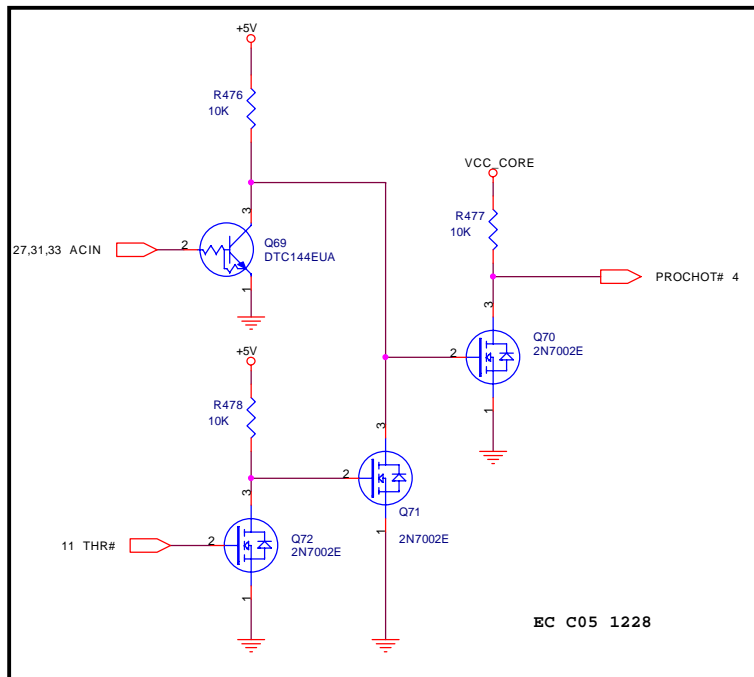 +5V
R476
10K
VCC_CORE
R477
10K
3
27,31,33 ACIN
2
Q69
DTC144EUA
1
PROCHOT# 4
3
Q70
2N7002E
2
1
+5V
R478
10K
3
2
Q71
2N7002E
1
3
11 THR#
2
Q72
2N7002E
1
EC C05 1228